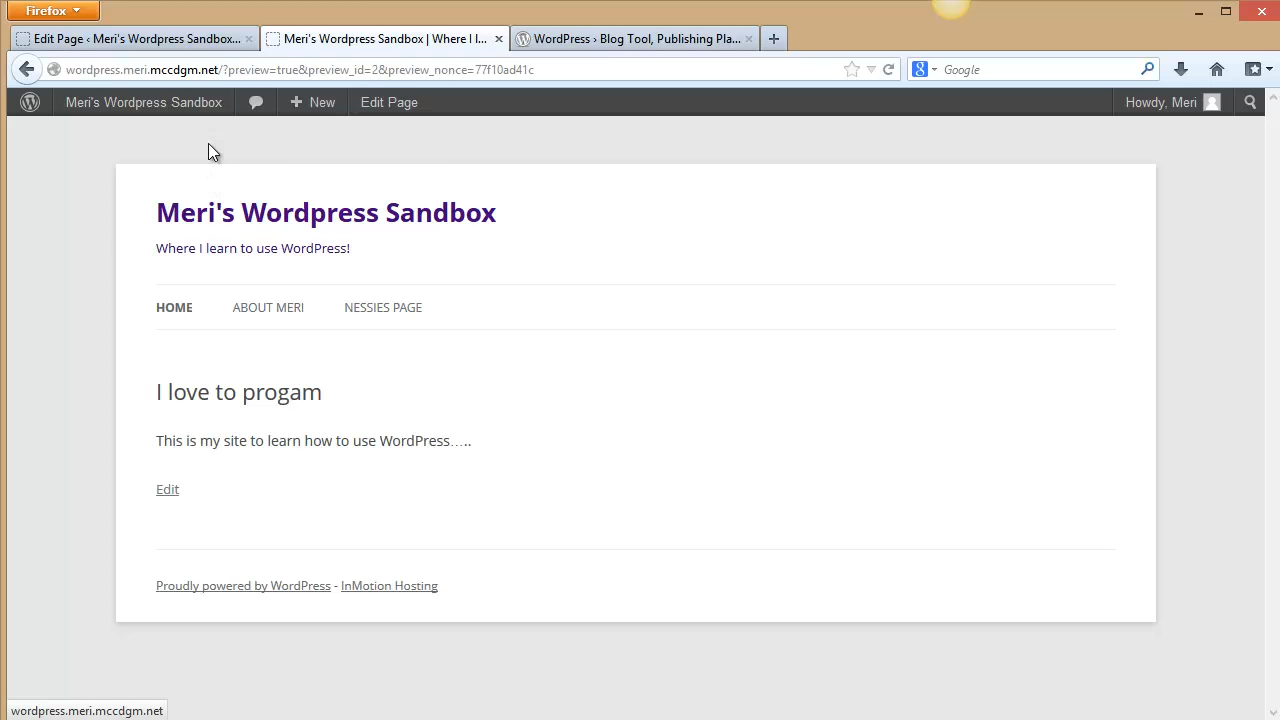 Firefox
Edit Page ‹ Meri's Wordpress Sandbox...
Meri's Wordpress Sandbox | Where I l...
WordPress › Blog Tool, Publishing Pla...
wordpress.meri.mccdgm.net/?preview=true&preview_id=2&preview_nonce=77f10ad41c
Google
Meri's Wordpress Sandbox
New
Edit Page
Howdy, Meri
Meri's Wordpress Sandbox
Where I learn to use WordPress!
HOME ABOUT MERI NESSIES PAGE
I love to progam
This is my site to learn how to use WordPress…..
Edit
Proudly powered by WordPress - InMotion Hosting
wordpress.meri.mccdgm.net